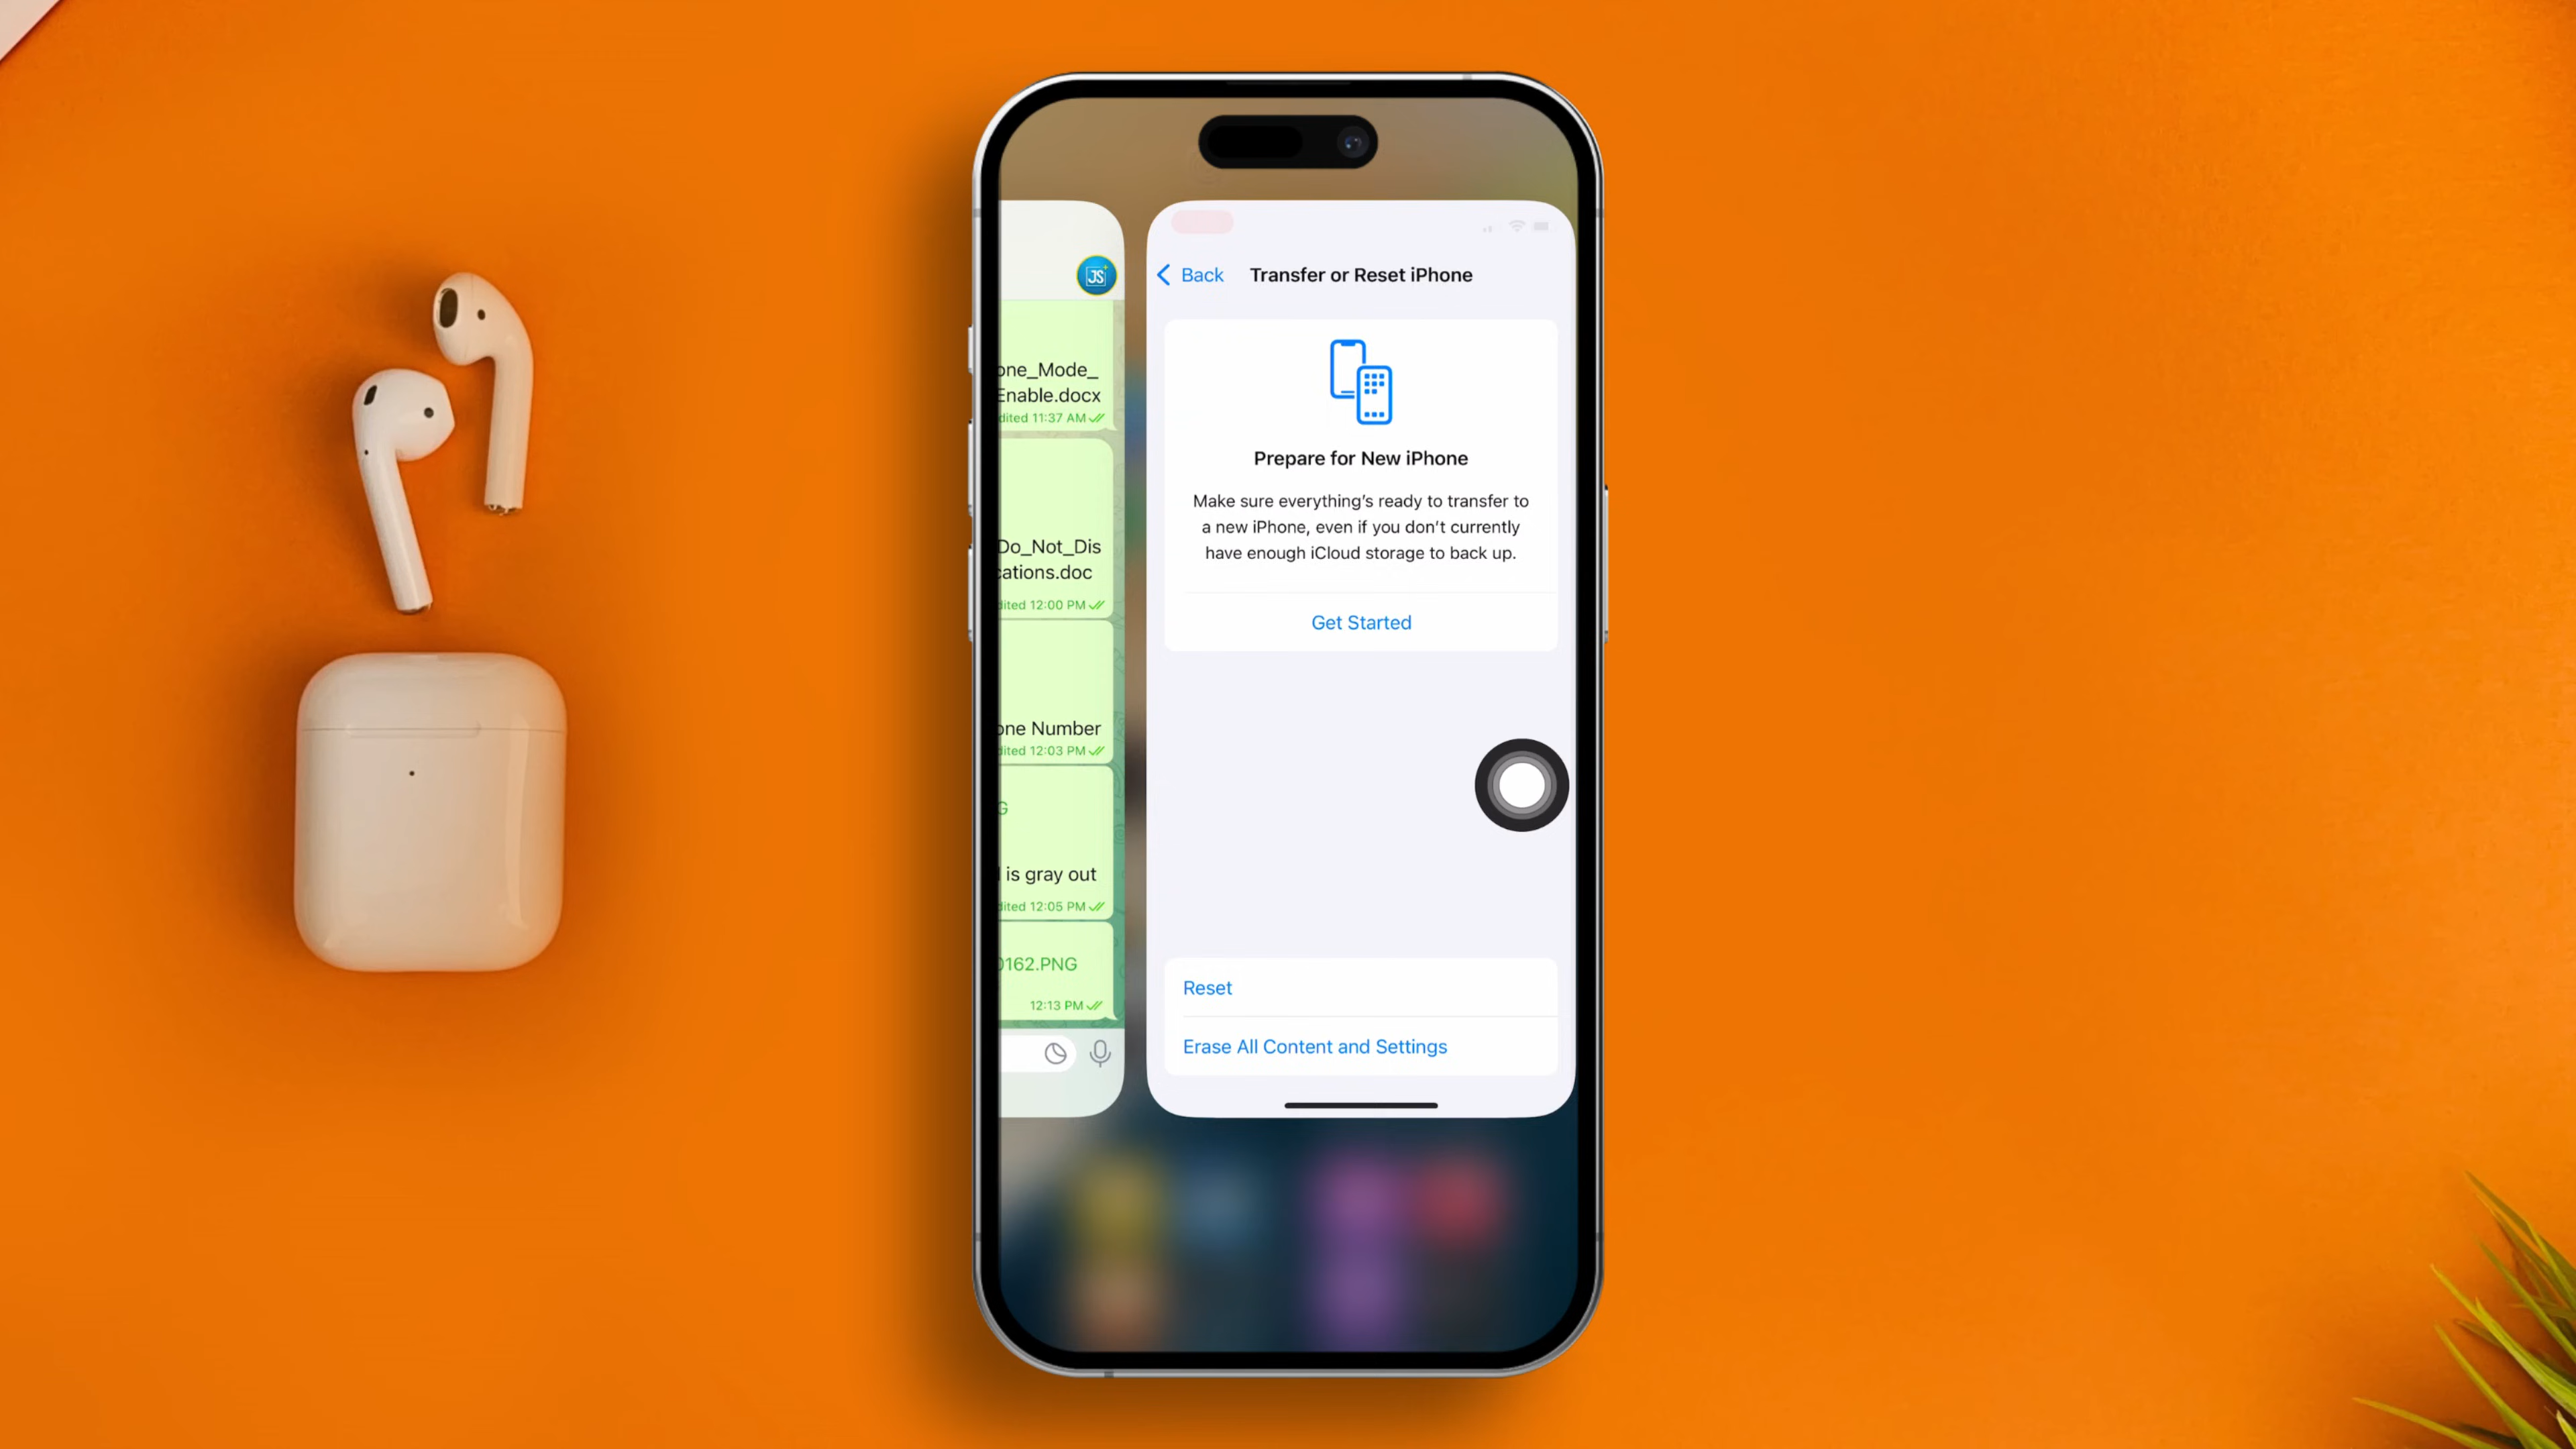 JS
one_Mode_
Enable.docx
dited 11:37 AM
Do_Not_Dis
cations.doc
dited 12:00 PM
one Number
dited 12:03 PM
G
is gray out
dited 12:05 PM
0162.PNG
12:13 PM
Back
Transfer or Reset iPhone
Prepare for New iPhone
Make sure everything’s ready to transfer to
a new iPhone, even if you don’t currently
have enough iCloud storage to back up.
Get Started
Reset
Erase All Content and Settings